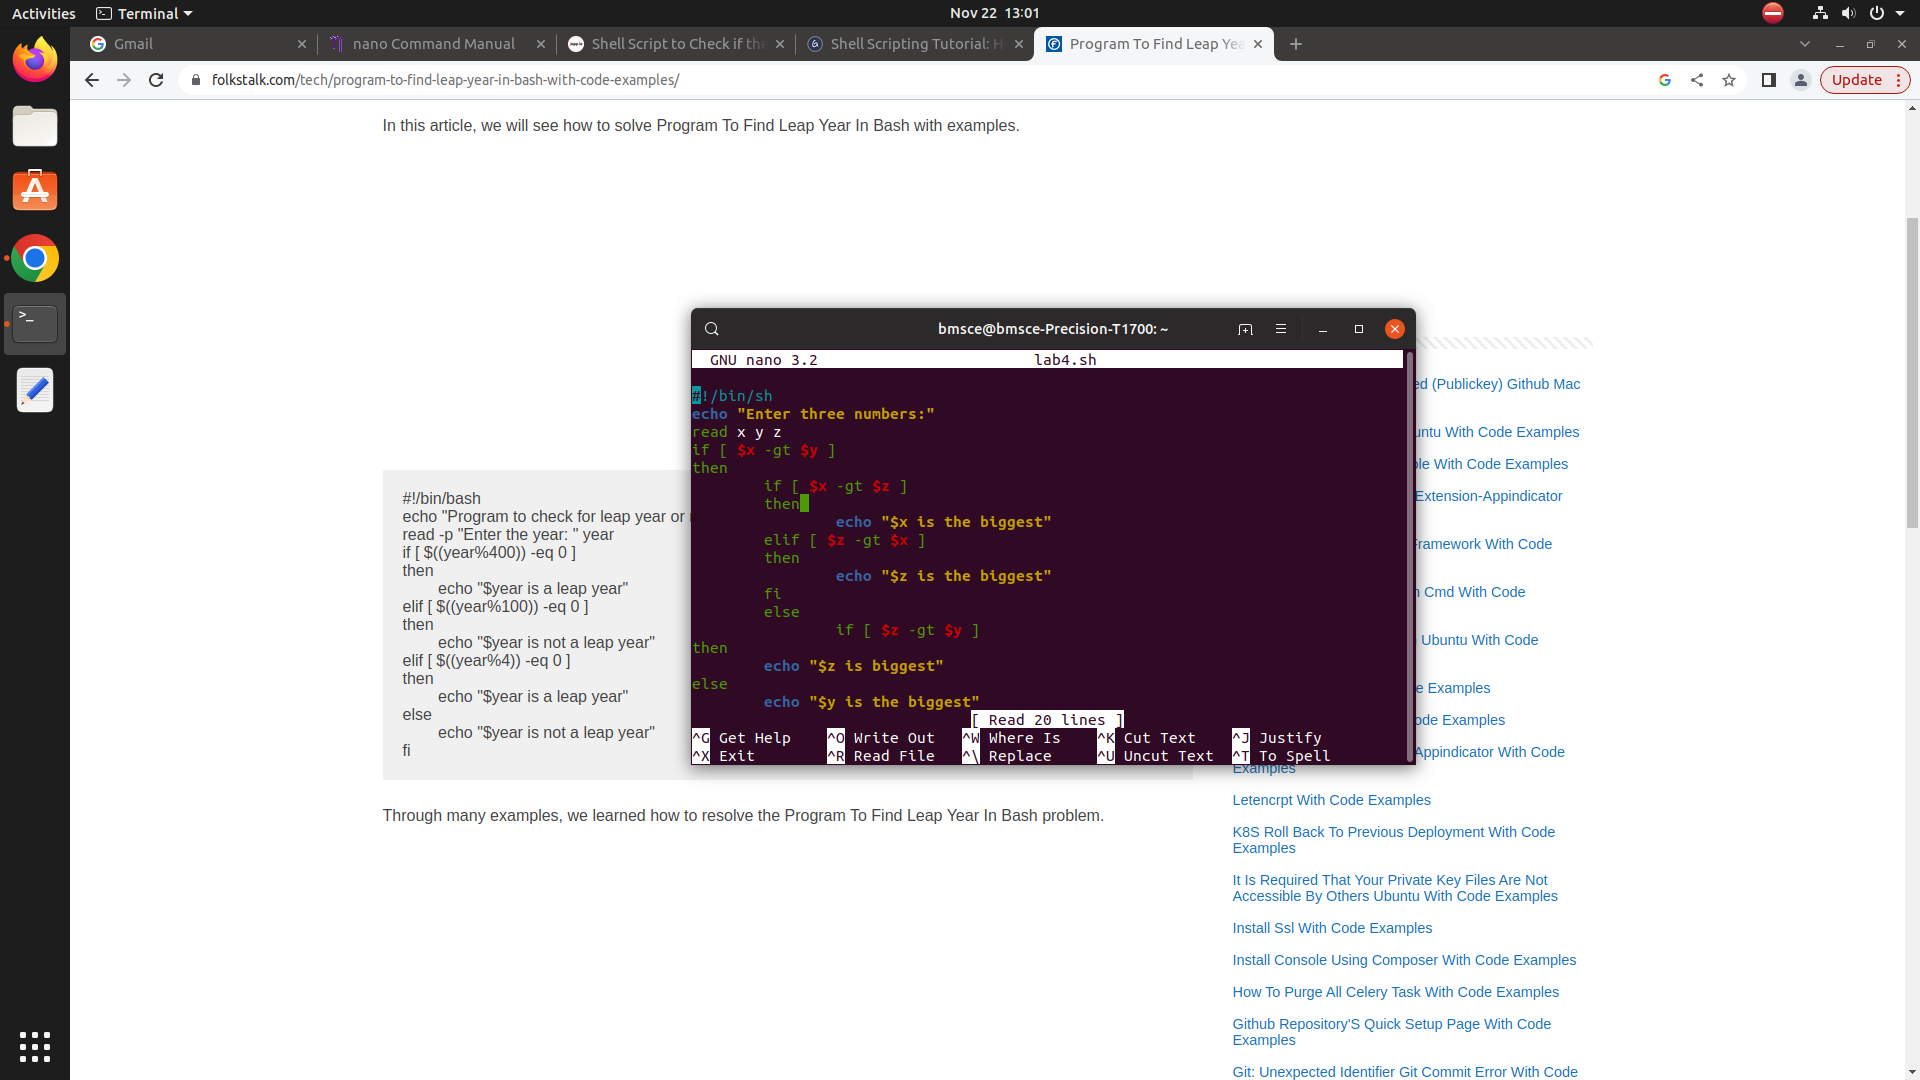 Activities
Terminal
Nov 22 13:01
Gmail
nano Command Manual
Shell Script to Check if the
Shell Scripting Tutorial: H
Program To Find Leap Yea
folkstalk.com/tech/program-to-find-leap-year-in-bash-with-code-examples/
Update
In this article, we will see how to solve Program To Find Leap Year In Bash with examples.
#!/bin/bash
echo "Program to check for leap year or
read -p "Enter the year: " year
if [ $((year%400)) -eq 0 ]
then
echo "$year is a leap year"
elif [ $((year%100)) -eq 0 ]
then
echo "$year is not a leap year"
elif [ $((year%4)) -eq 0 ]
then
echo "$year is a leap year"
else
echo "$year is not a leap year"
fi
Through many examples, we learned how to resolve the Program To Find Leap Year In Bash problem.
bmsce@bmsce-Precision-T1700: ~
GNU nano 3.2 lab4.sh
#!/bin/sh
echo "Enter three numbers:"
read x y z
if [ $x -gt $y ]
then
if [ $x -gt $z ]
then
echo "$x is the biggest"
elif [ $z -gt $x ]
then
echo "$z is the biggest"
fi
else
if [ $z -gt $y ]
then
echo "$z is biggest"
else
echo "$y is the biggest"
[ Read 20 lines ]
^G Get Help ^O Write Out ^W Where Is ^K Cut Text ^J Justify
^X Exit ^R Read File ^\ Replace ^U Uncut Text ^T To Spell
ed (Publickey) Github Mac
untu With Code Examples
ple With Code Examples
Extension-Appindicator
Framework With Code
n Cmd With Code
Ubuntu With Code
e Examples
ode Examples
Appindicator With Code
Examples
Letencrpt With Code Examples
K8S Roll Back To Previous Deployment With Code
Examples
It Is Required That Your Private Key Files Are Not
Accessible By Others Ubuntu With Code Examples
Install Ssl With Code Examples
Install Console Using Composer With Code Examples
How To Purge All Celery Task With Code Examples
Github Repository'S Quick Setup Page With Code
Examples
Git: Unexpected Identifier Git Commit Error With Code